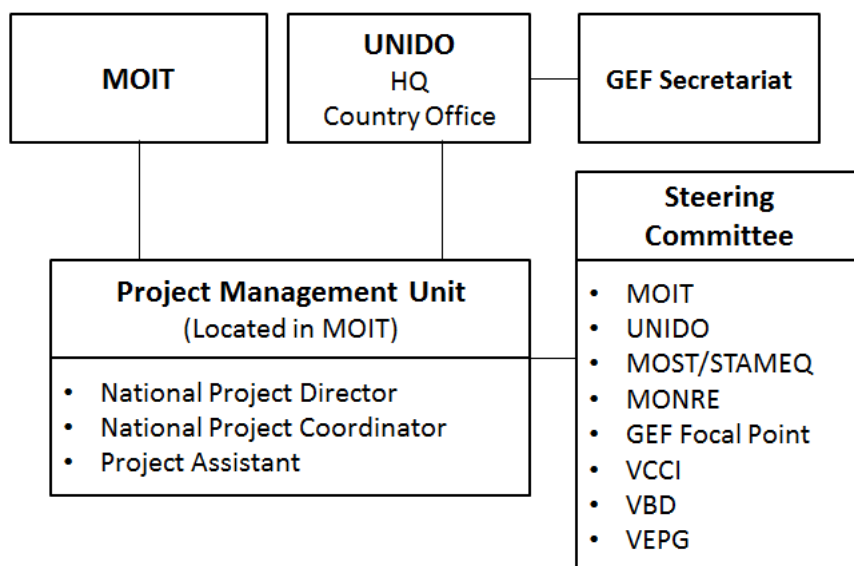 MOIT
UNIDO
HQ
Country Office
GEF Secretariat
Project Management Unit
(Located in MOIT)
• National Project Director
• National Project Coordinator
• Project Assistant
Steering
Committee
• MOIT
• UNIDO
• MOST/STAMEQ
• MONRE
• GEF Focal Point
• VCCI
• VBD
• VEPG